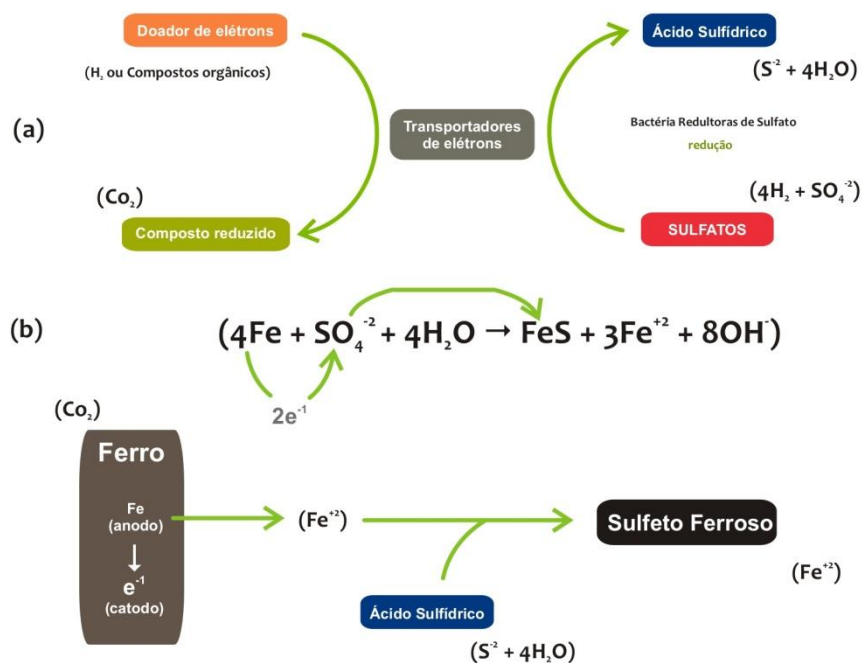 Doador de elétrons
Ácido Sulfídrico
(H₂ ou Compostos orgânicos)
(S⁻² + 4H₂O)
(a)
Transportadores
de elétrons
Bactéria Redultoras de Sulfato
redução
(Co₂)
(4H₂ + SO₄⁻²)
Composto reduzido
SULFATOS
(b)
(4Fe + SO₄⁻² + 4H₂O → FeS + 3Fe⁺² + 8OH⁻)
2e⁻¹
(Co₂)
Ferro
Fe
(anodo)
(Fe⁺²)
Sulfeto Ferroso
e⁻¹
(catodo)
(Fe⁺²)
Ácido Sulfídrico
(S⁻² + 4H₂O)